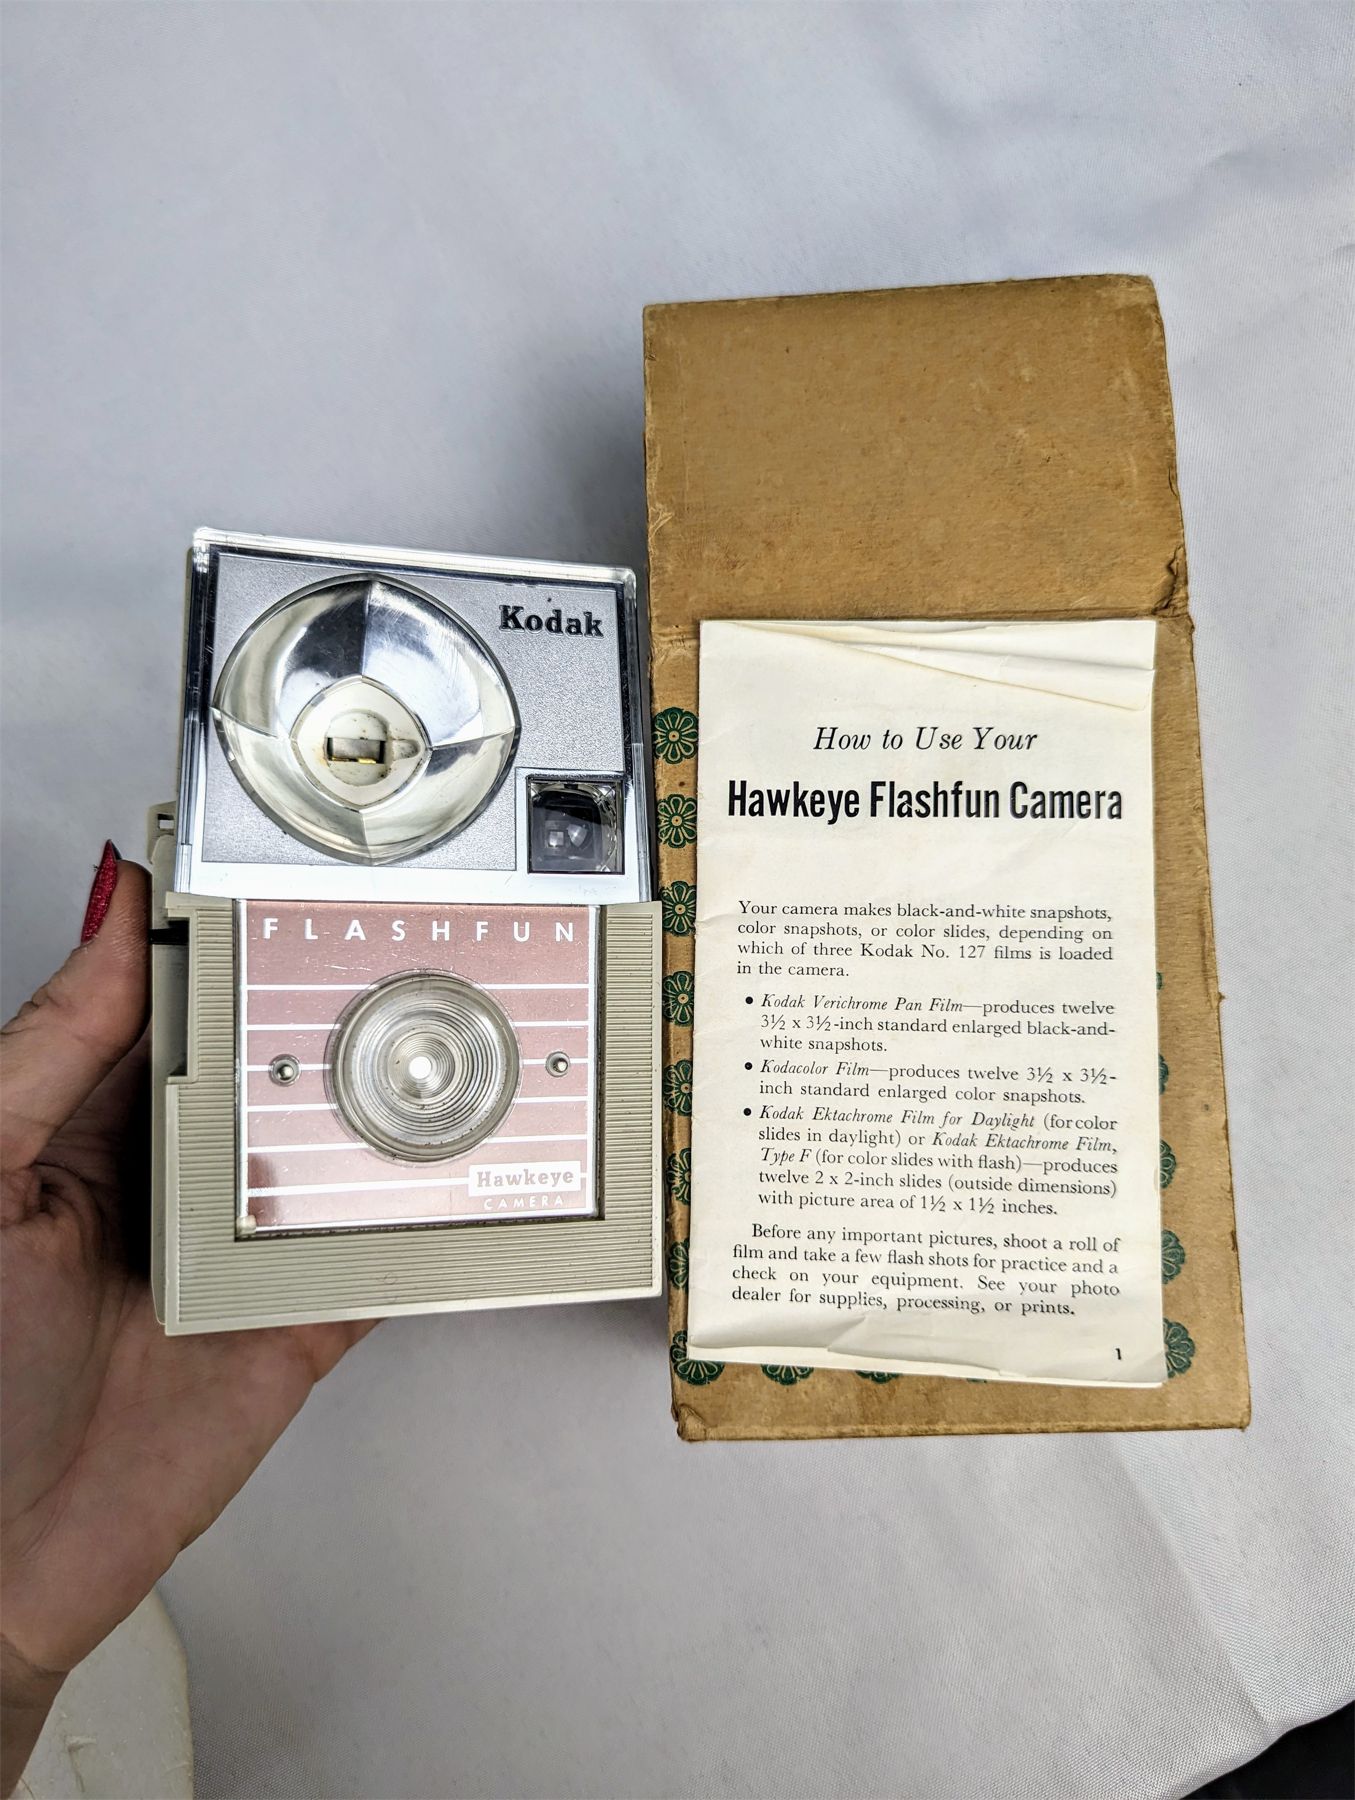 Kodak
FLASHFUN
Hawkeye
CAMERA
How to Use Your
Hawkeye Flashfun Camera
Your camera makes black-and-white snapshots,
color snapshots, or color slides, depending on
which of three Kodak No. 127 films is loaded
in the camera.
• Kodak Verichrome Pan Film—produces twelve
3½ x 3½-inch standard enlarged black-and-
white snapshots.
• Kodacolor Film—produces twelve 3½ x 3½-
inch standard enlarged color snapshots.
• Kodak Ektachrome Film for Daylight (for color
slides in daylight) or Kodak Ektachrome Film,
Type F (for color slides with flash)—produces
twelve 2 x 2-inch slides (outside dimensions)
with picture area of 1½ x 1½ inches.
Before any important pictures, shoot a roll of
film and take a few flash shots for practice and a
check on your equipment. See your photo
dealer for supplies, processing, or prints.
1